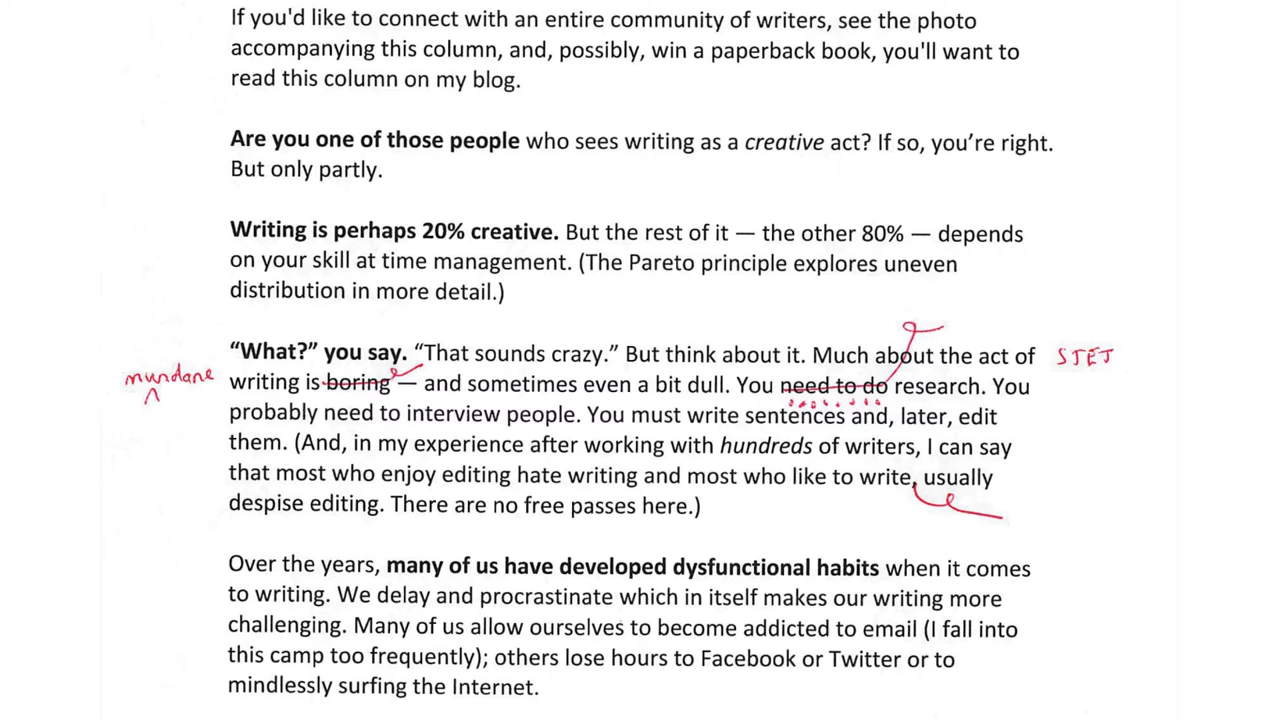 If you'd like to connect with an entire community of writers, see the photo
accompanying this column, and, possibly, win a paperback book, you'll want to
read this column on my blog.
Are you one of those people who sees writing as a creative act? If so, you’re right.
But only partly.
Writing is perhaps 20% creative. But the rest of it — the other 80% — depends
on your skill at time management. (The Pareto principle explores uneven
distribution in more detail.)
“What?” you say. “That sounds crazy.” But think about it. Much about the act of STET
mundane writing is boring — and sometimes even a bit dull. You need to do research. You
probably need to interview people. You must write sentences and, later, edit
them. (And, in my experience after working with hundreds of writers, I can say
that most who enjoy editing hate writing and most who like to write, usually
despise editing. There are no free passes here.)
Over the years, many of us have developed dysfunctional habits when it comes
to writing. We delay and procrastinate which in itself makes our writing more
challenging. Many of us allow ourselves to become addicted to email (I fall into
this camp too frequently); others lose hours to Facebook or Twitter or to
mindlessly surfing the Internet.